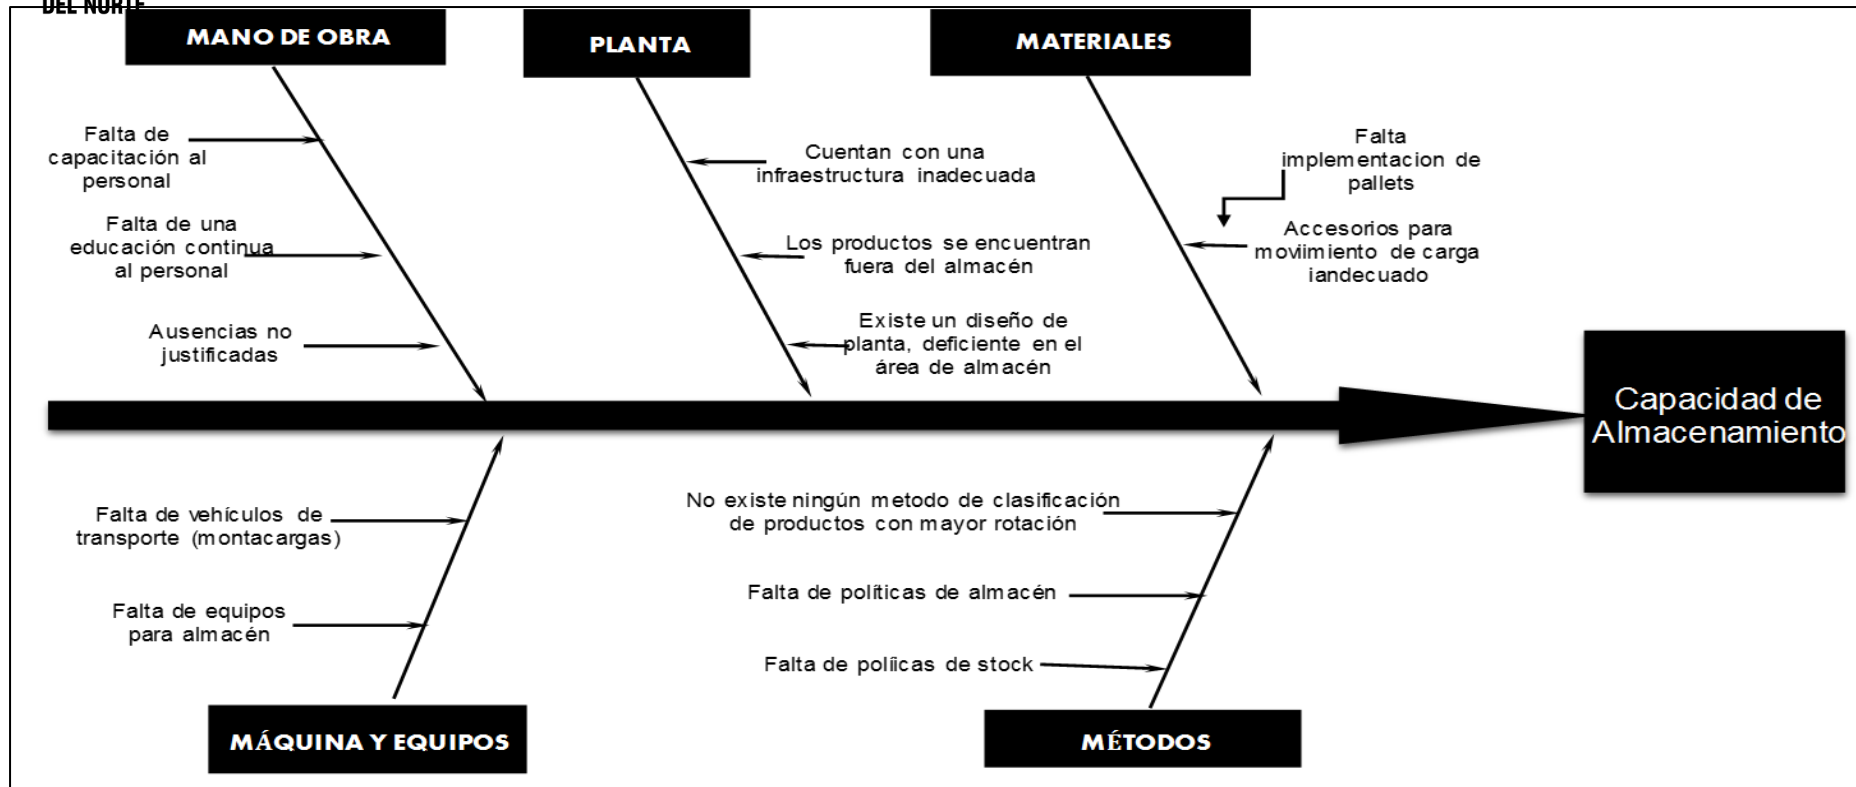 DEL NORTE
MANO DE OBRA
PLANTA
MATERIALES
Falta de
capacitación al
personal
Falta de una
educación continua
al personal
Ausencias no
justificadas
Cuentan con una
infraestructura inadecuada
Los productos se encuentran
fuera del almacén
Existe un diseño de
planta, deficiente en el
área de almacén
Falta
implementacion de
pallets
Accesorios para
moviimiento de carga
iandecuado
Capacidad de
Almacenamiento
Falta de vehículos de
transporte (montacargas)
Falta de equipos
para almacén
No existe ningún metodo de clasificación
de productos con mayor rotación
Falta de políticas de almacén
Falta de políicas de stock
MÁQUINA Y EQUIPOS
MÉTODOS